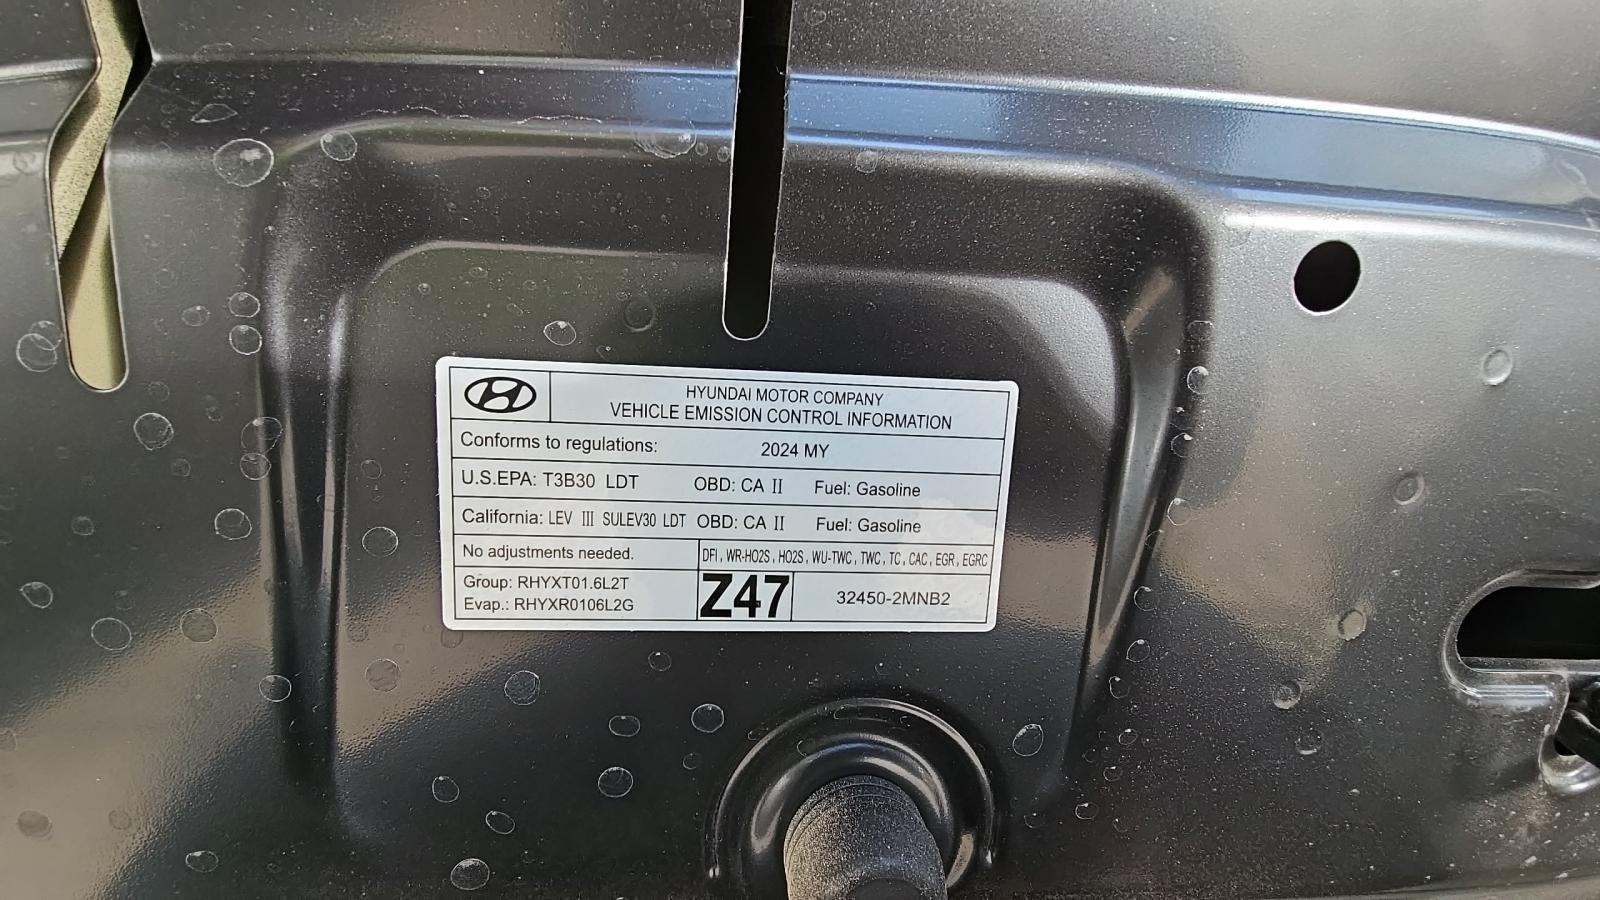 HYUNDAI MOTOR COMPANY
VEHICLE EMISSION CONTROL INFORMATION
Conforms to regulations: 2024 MY
U.S.EPA: T3B30 LDT OBD: CA II Fuel: Gasoline
California: LEV III SULEV30 LDT OBD: CA II Fuel: Gasoline
No adjustments needed. DFI, WR-HO2S, HO2S, WU-TWC, TWC, TC, CAC, EGR, EGRC
Group: RHYXT01.6L2T
Evap.: RHYXR0106L2G
Z47
32450-2MNB2